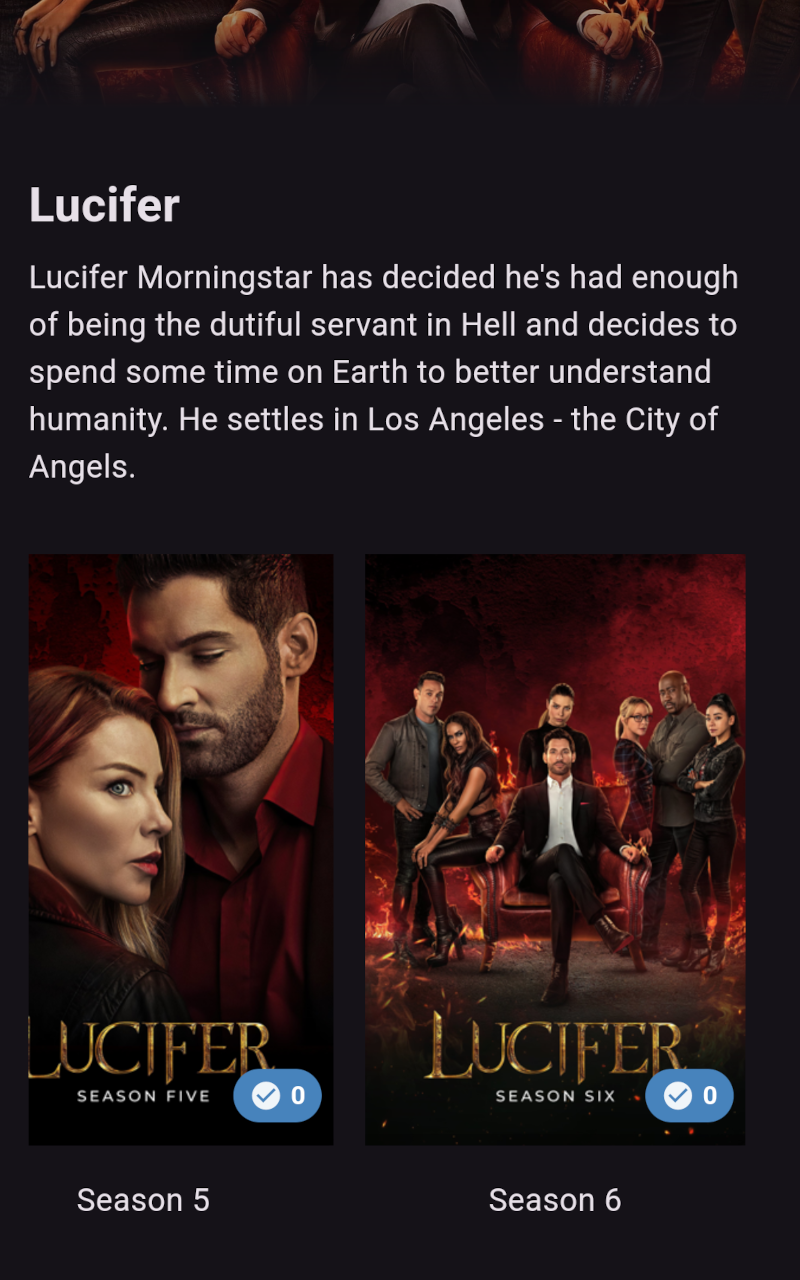 Lucifer
Lucifer Morningstar has decided he's had enough
of being the dutiful servant in Hell and decides to
spend some time on Earth to better understand
humanity. He settles in Los Angeles - the City of
Angels.
LUCIFER
SEASON FIVE
0
LUCIFER
SEASON SIX
0
Season 5
Season 6